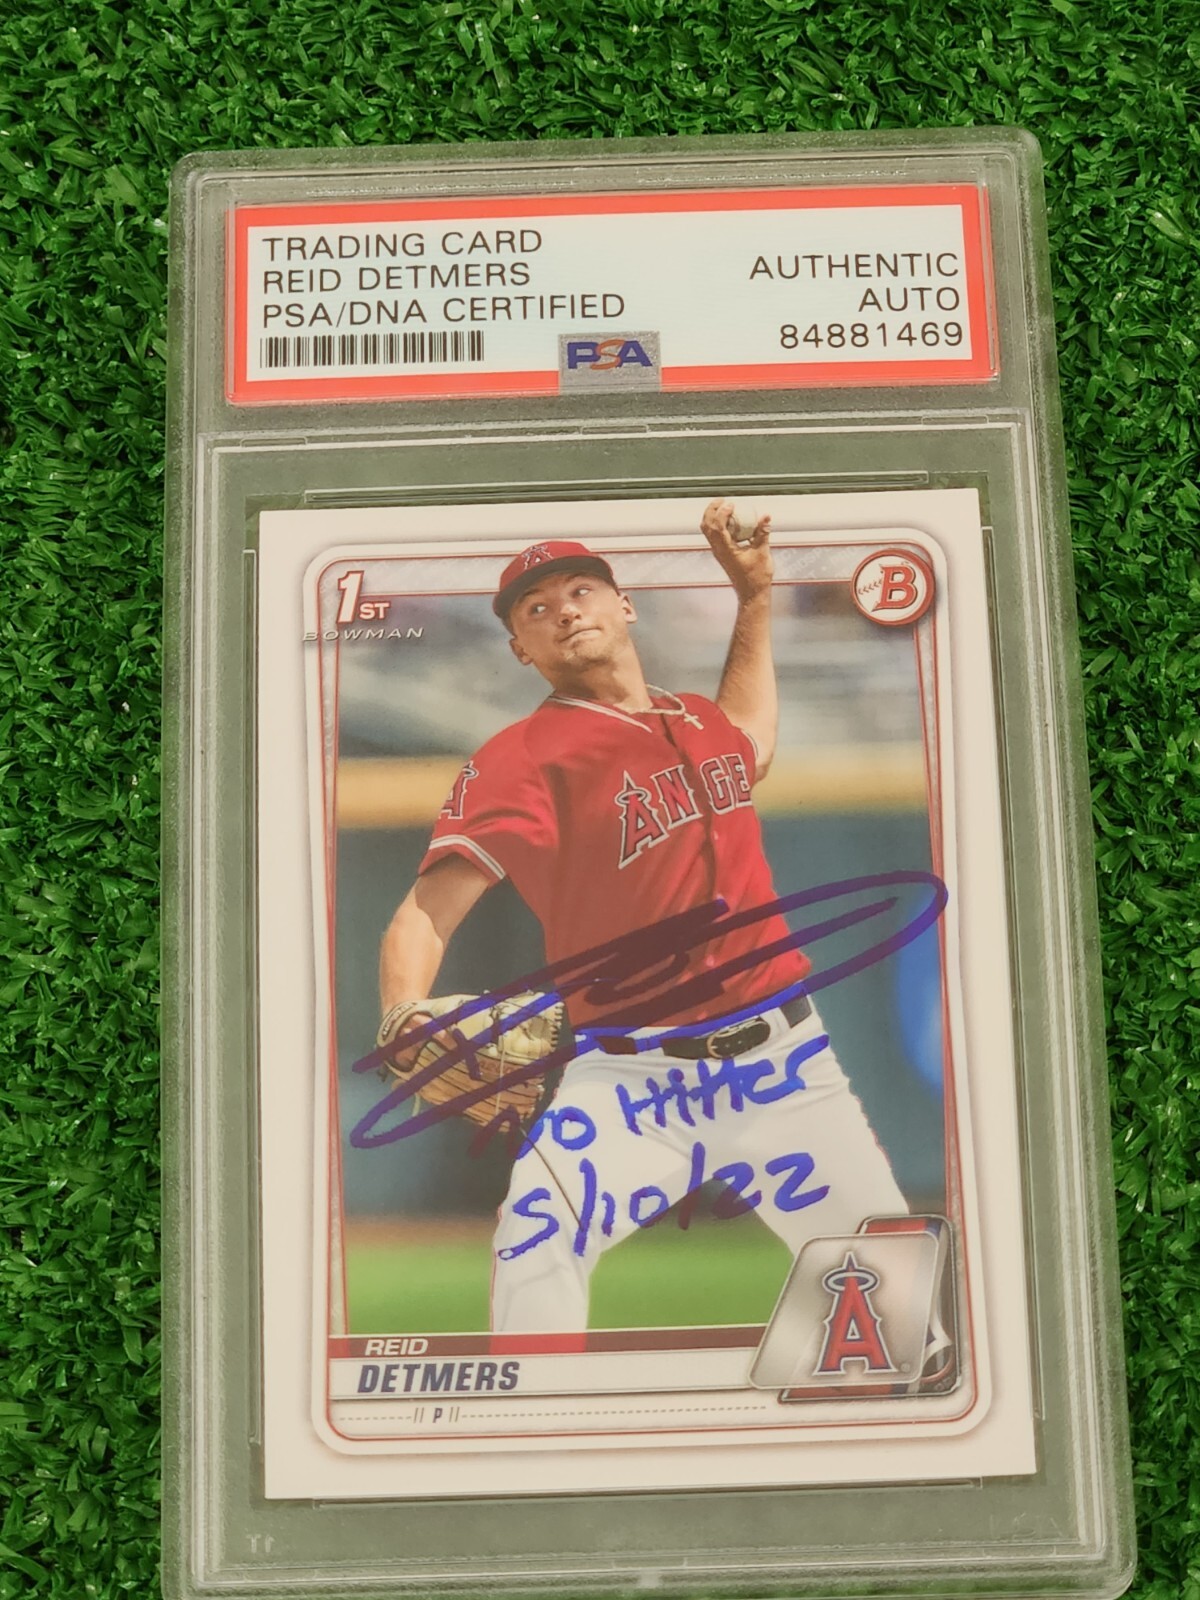 TRADING CARD
REID DETMERS
PSA/DNA CERTIFIED
AUTHENTIC
AUTO
84881469
PSA
1ST
BOWMAN
B
A
ANGE
No Hitter
5/10/22
A
REID
DETMERS
P